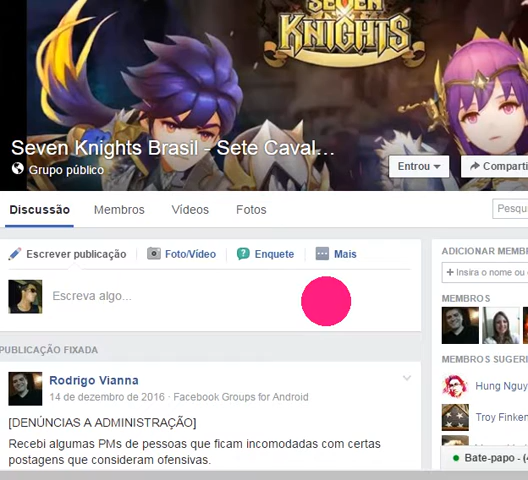 SEVEN
KNIGHTS
Seven Knights Brasil - Sete Caval...
Grupo público
Entrou
Comparti
Discussão Membros Vídeos Fotos
Pesqu
Escrever publicação Foto/Vídeo Enquete Mais
Escreva algo...
ADICIONAR MEMB
+ Insira o nome ou
MEMBROS
PUBLICAÇÃO FIXADA
MEMBROS SUGERI
Rodrigo Vianna
14 de dezembro de 2016 · Facebook Groups for Android
Hung Nguy
[DENÚNCIAS A ADMINISTRAÇÃO]
Troy Finken
Recebi algumas PMs de pessoas que ficam incomodadas com certas
postagens que consideram ofensivas.
Bate-papo - (